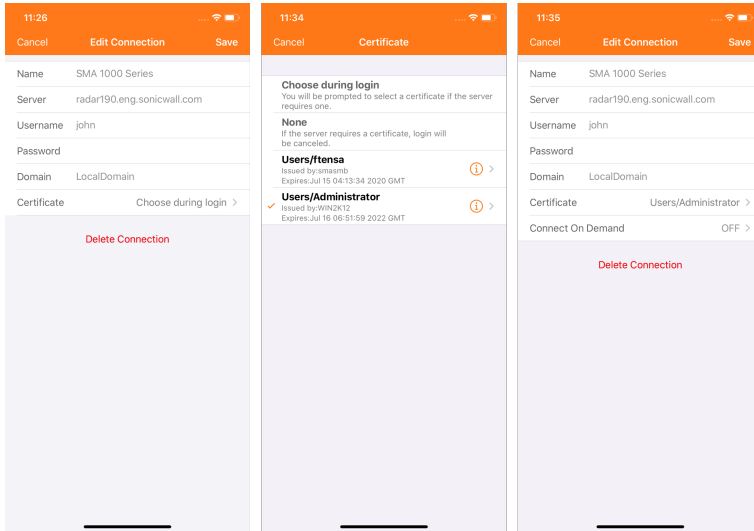 11:26
Cancel Edit Connection Save
Name SMA 1000 Series
Server radar190.eng.sonicwall.com
Username john
Password
Domain LocalDomain
Certificate Choose during login
Delete Connection
11:34
Cancel Certificate
Choose during login
You will be prompted to select a certificate if the server
requires one.
None
If the server requires a certificate, login will
be canceled.
Users/ftensa
Issued by:smasmb
Expires:Jul 15 04:13:34 2020 GMT
Users/Administrator
Issued by:WIN2K12
Expires:Jul 16 06:51:59 2022 GMT
11:35
Cancel Edit Connection Save
Name SMA 1000 Series
Server radar190.eng.sonicwall.com
Username john
Password
Domain LocalDomain
Certificate Users/Administrator
Connect On Demand OFF
Delete Connection